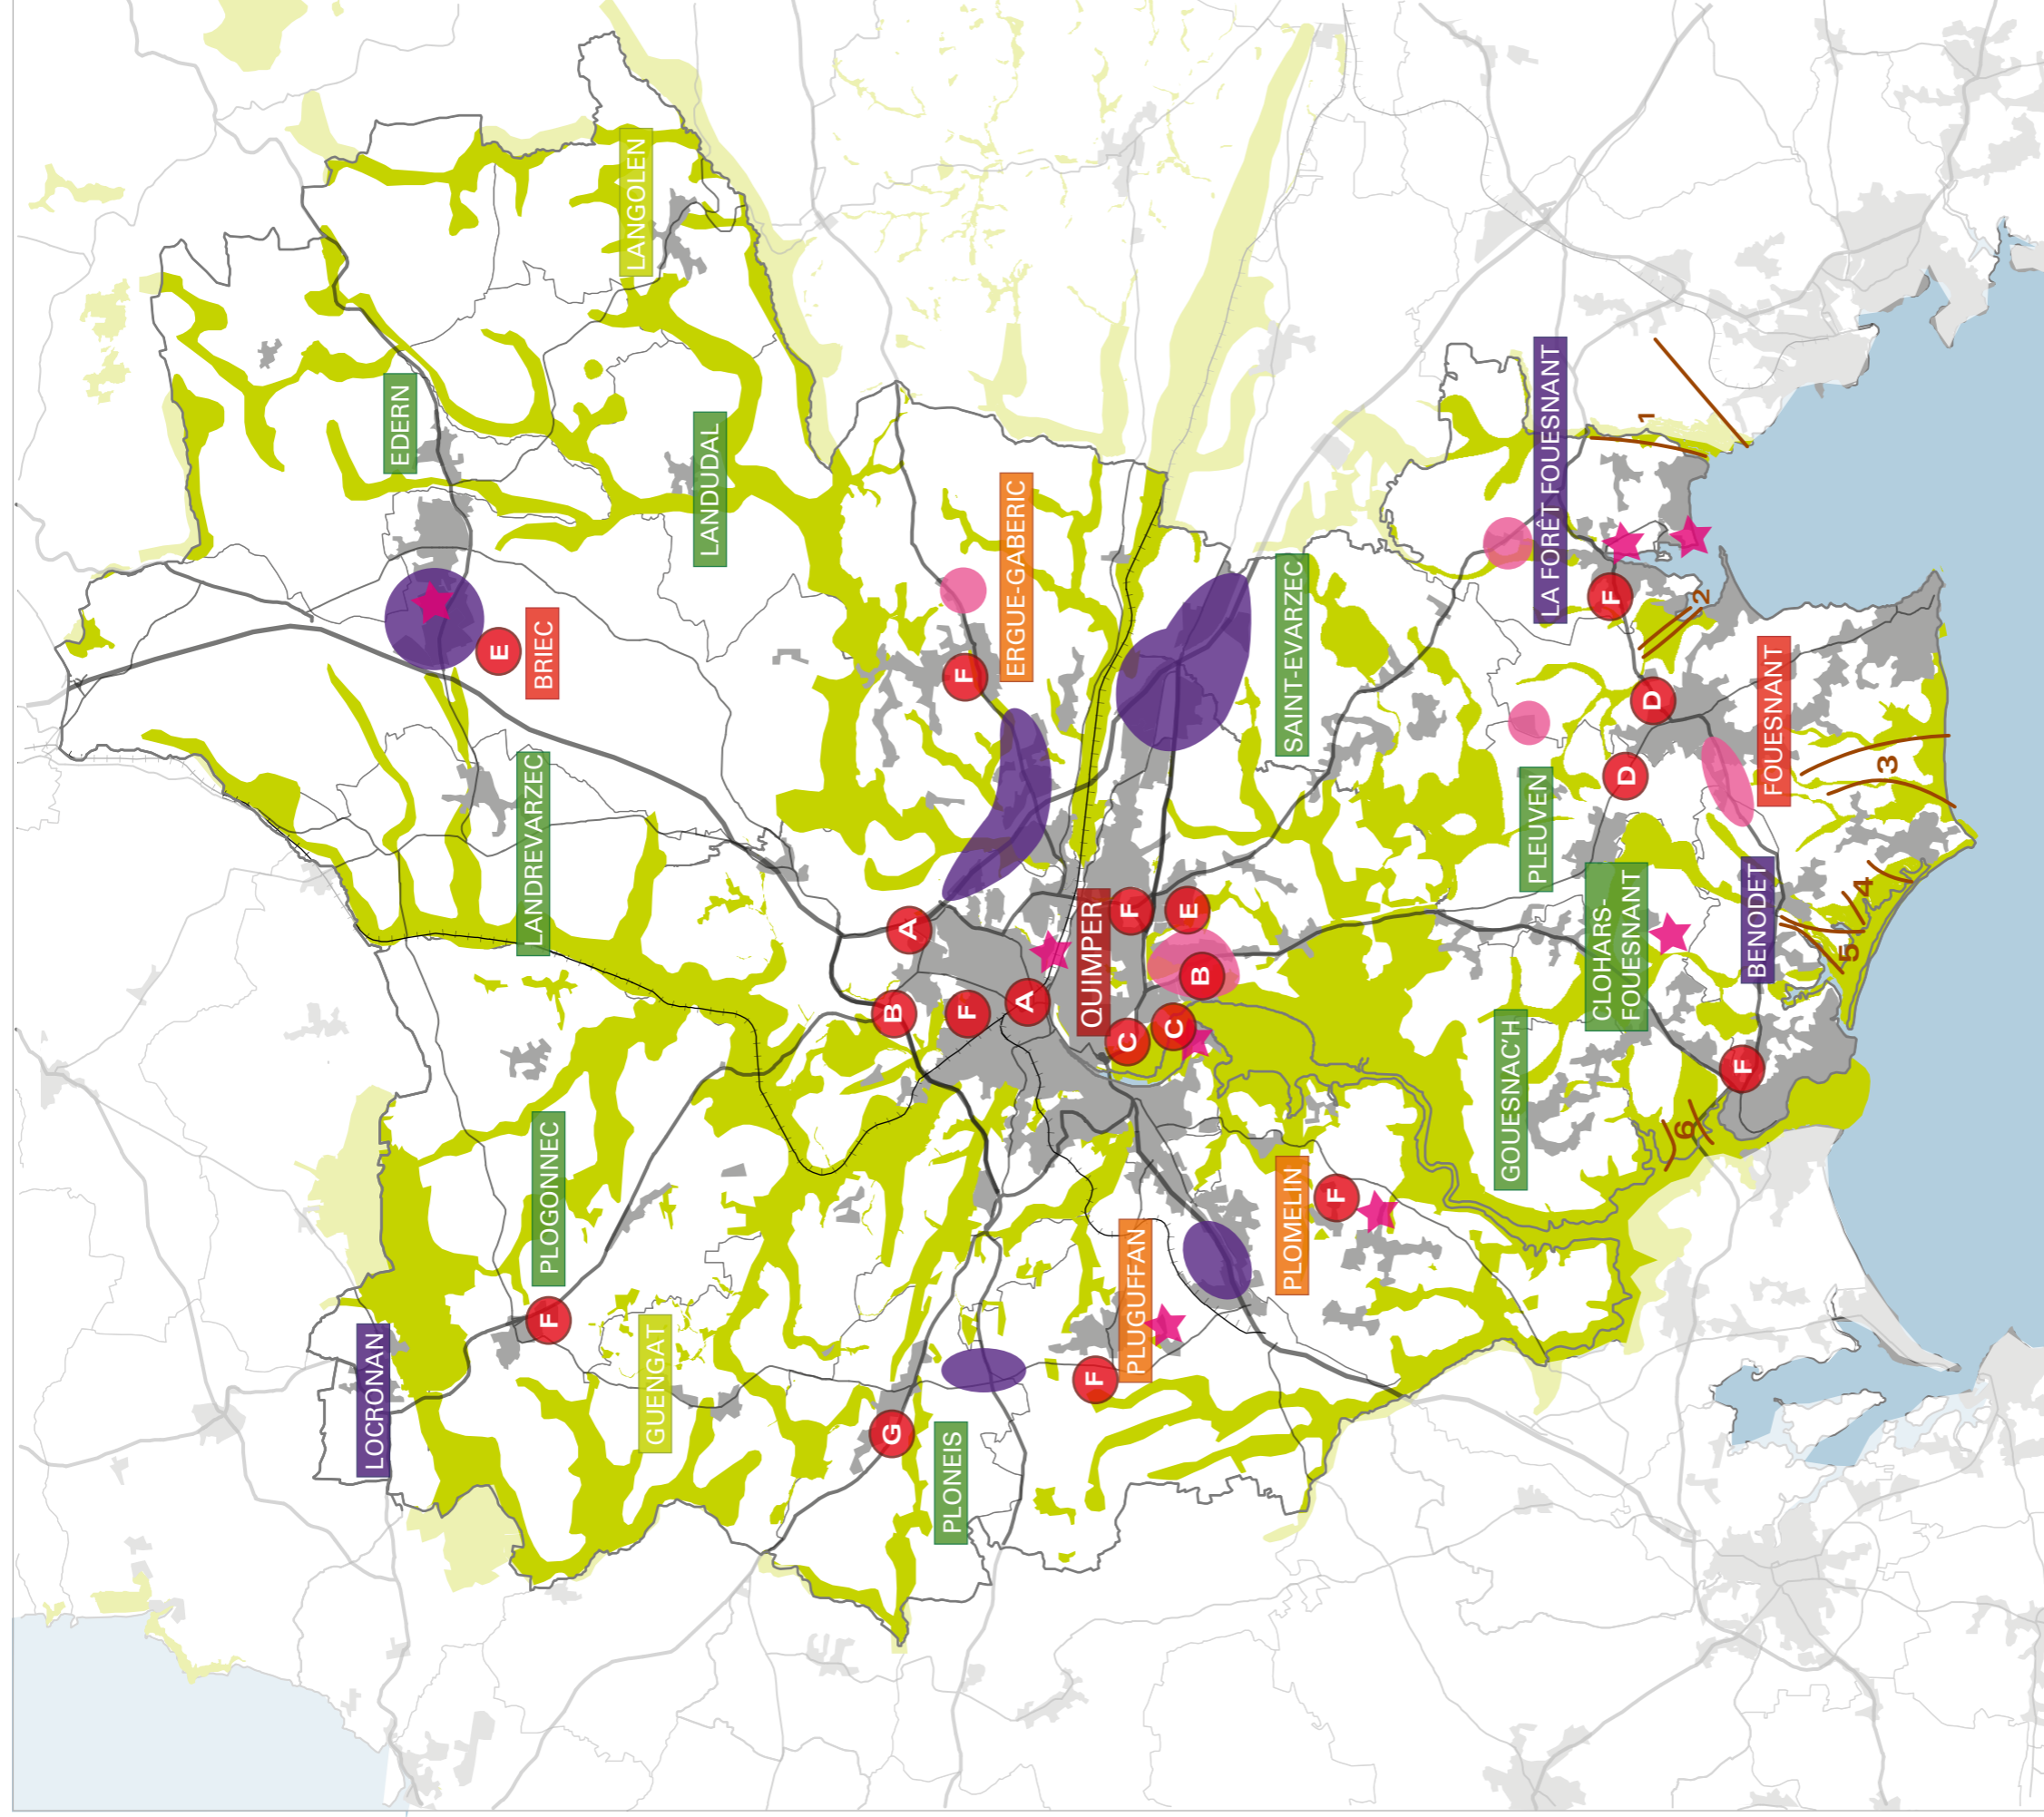 LOCRONAN
EDERN
LANDREVARZEC
BRIEC
E
PLOGONNEC
F
LANGOLEN
GUENGAT
LANDUDAL
G
B
A
PLONEIS
F
F
ERGUE-GABERIC
A
QUIMPER
F
PLUGUFFAN
C
F
C
E
B
SAINT-EVARZEC
PLOMELIN
F
GOUESNAC'H
PLEUVEN
LA FORÊT FOUESNANT
CLOHARS-
FOUESNANT
F
D
D
1
2
6
F
BENODET
FOUESNANT
5
4
3